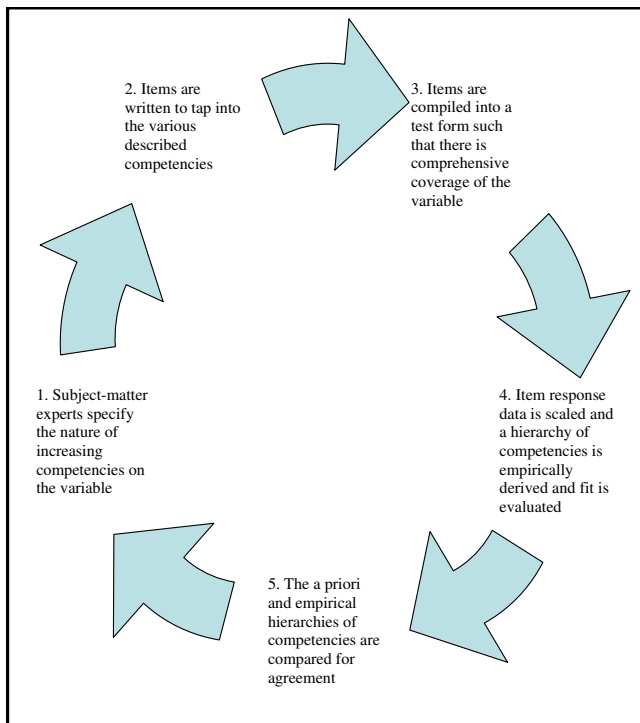 1. Subject-matter
experts specify
the nature of
increasing
competencies on
the variable
2. Items are
written to tap into
the various
described
competencies
3. Items are
compiled into a
test form such
that there is
comprehensive
coverage of the
variable
4. Item response
data is scaled and
a hierarchy of
competencies is
empirically
derived and fit is
evaluated
5. The a priori
and empirical
hierarchies of
competencies are
compared for
agreement